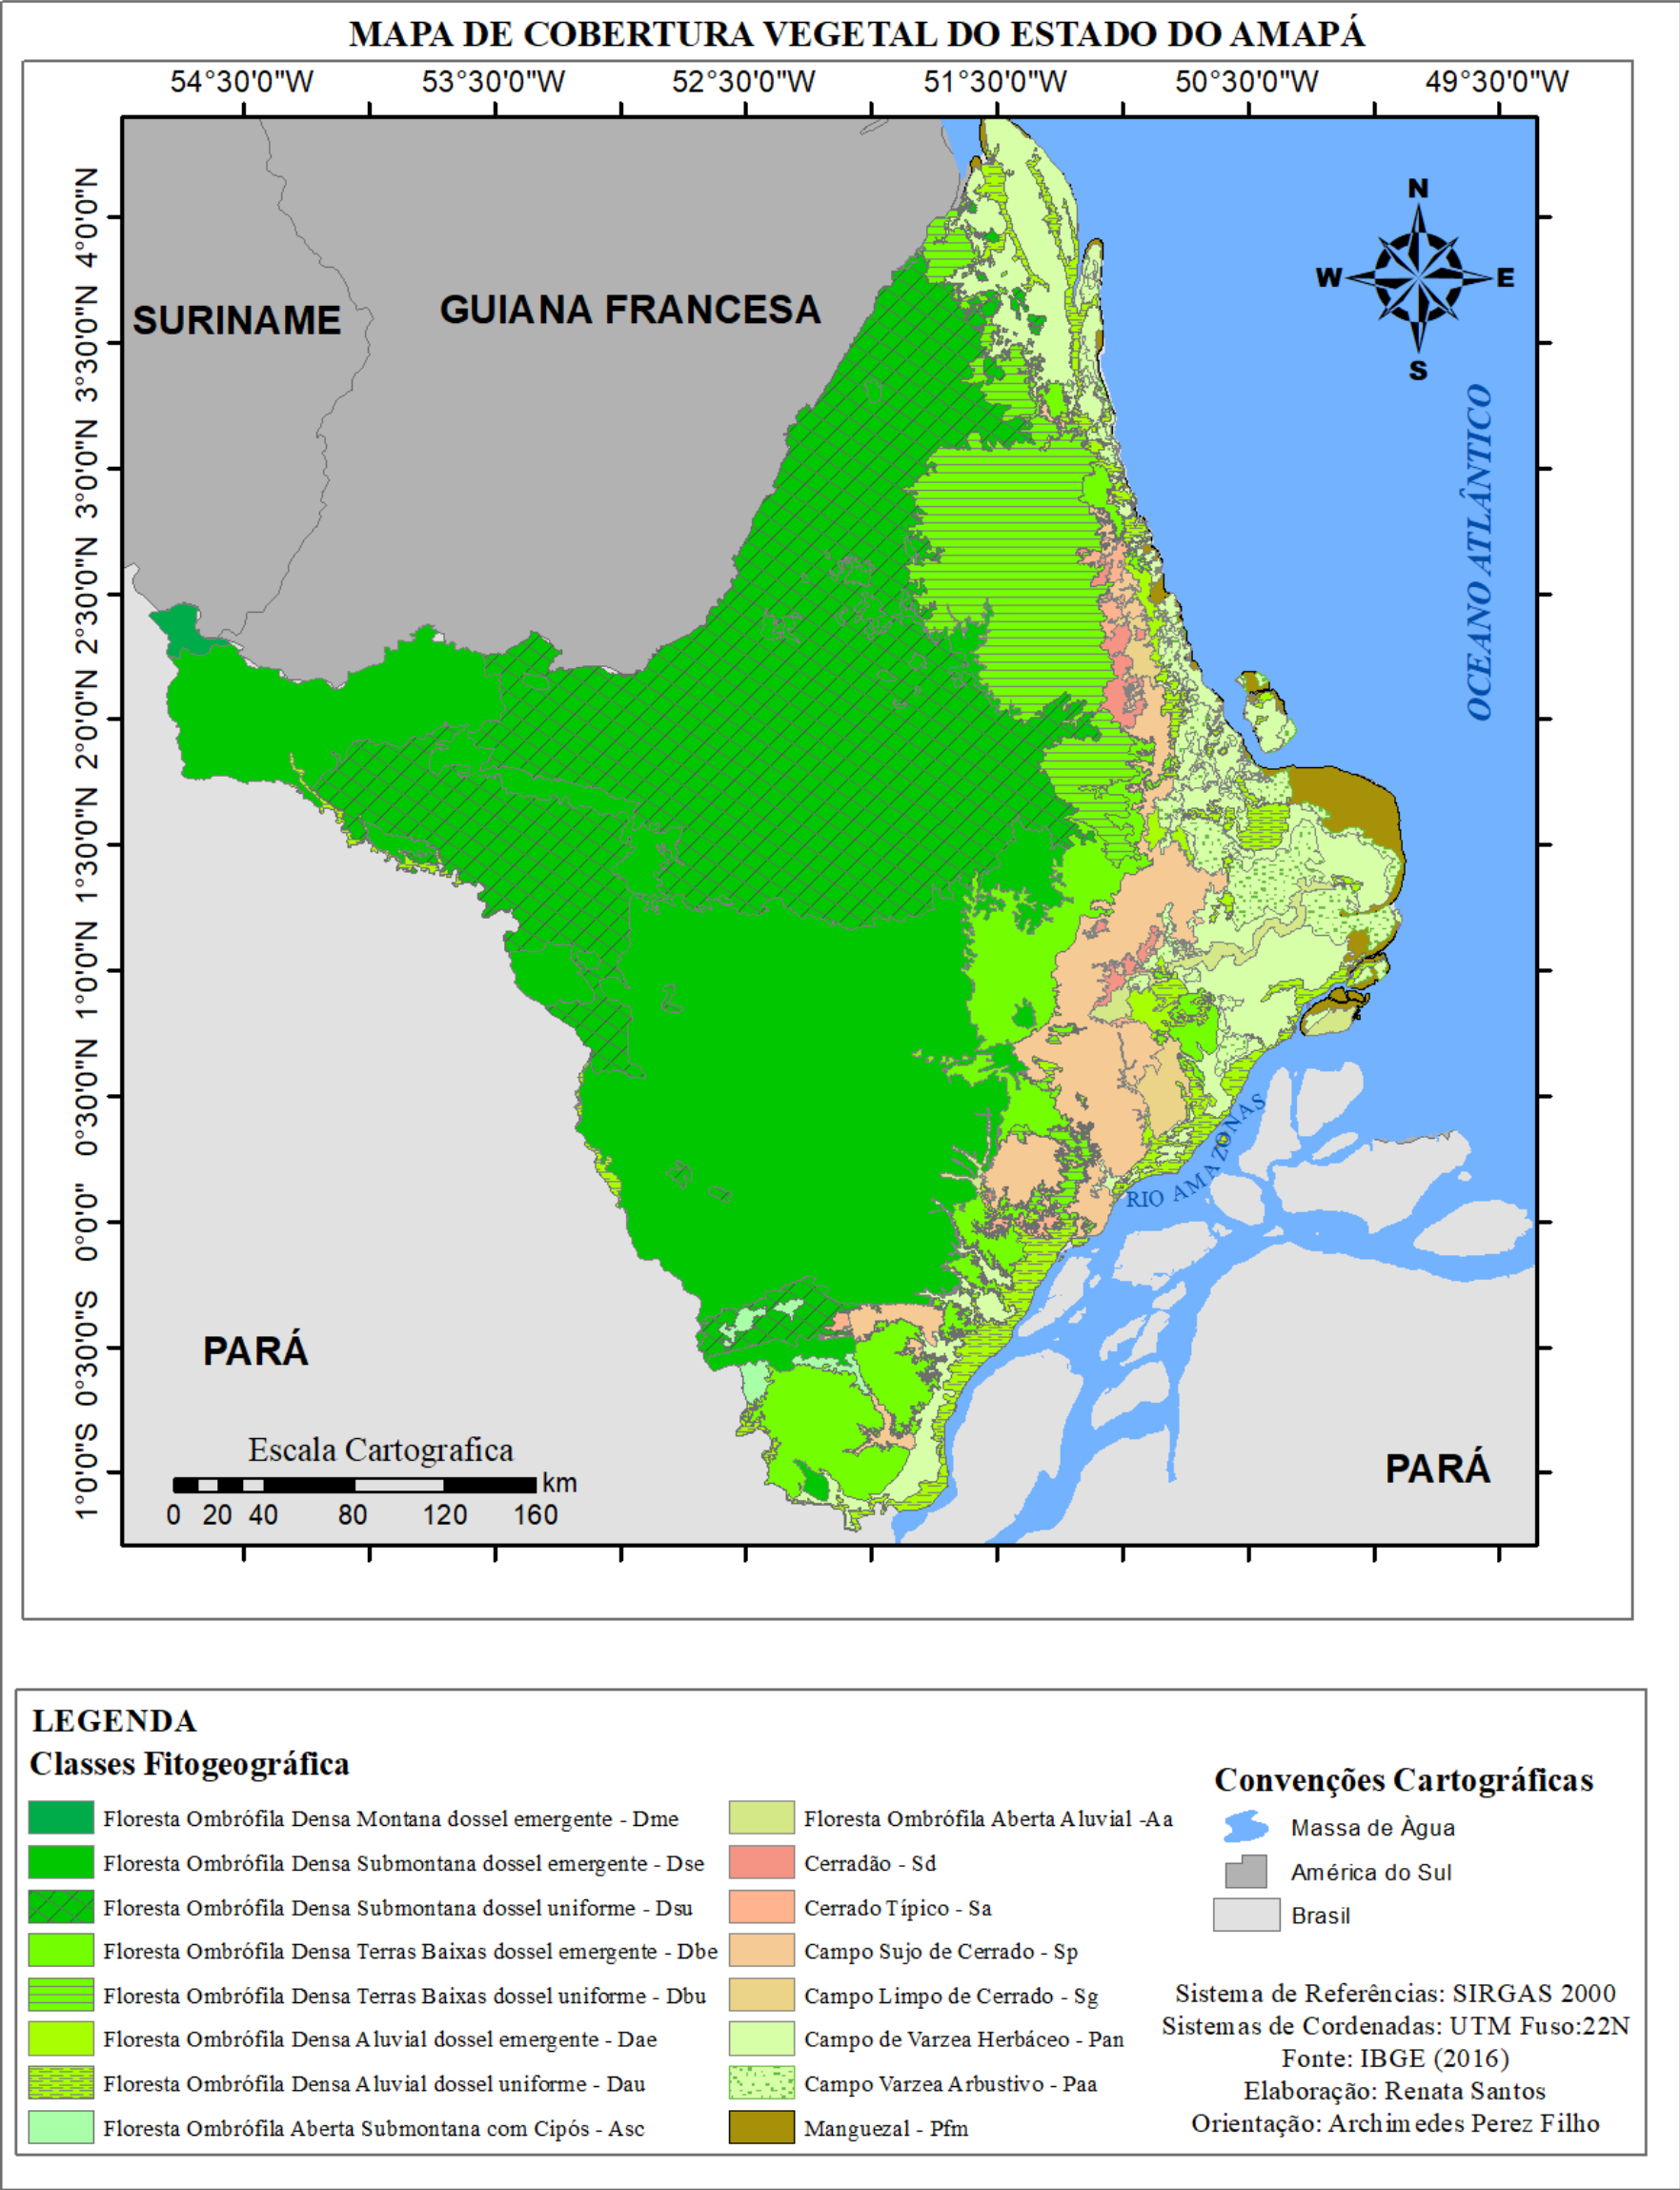 MAPA DE COBERTURA VEGETAL DO ESTADO DO AMAPÁ
54°30'0"W 53°30'0"W 52°30'0"W 51°30'0"W 50°30'0"W 49°30'0"W
4°0'0"N
3°30'0"N
3°0'0"N
2°30'0"N
2°0'0"N
1°30'0"N
1°0'0"N
0°30'0"N
0°0'0"
0°30'0"S
1°0'0"S
N
W E
S
SURINAME
GUIANA FRANCESA
OCEANO ATLÂNTICO
RIO AMAZONAS
PARÁ
PARÁ
Escala Cartografica
km
0 20 40 80 120 160
LEGENDA
Classes Fitogeográfica
Floresta Ombrófila Densa Montana dossel emergente - Dme
Floresta Ombrófila Densa Submontana dossel emergente - Dse
Floresta Ombrófila Densa Submontana dossel uniforme - Dsu
Floresta Ombrófila Densa Terras Baixas dossel emergente - Dbe
Floresta Ombrófila Densa Terras Baixas dossel uniforme - Dbu
Floresta Ombrófila Densa Aluvial dossel emergente - Dae
Floresta Ombrófila Densa Aluvial dossel uniforme - Dau
Floresta Ombrófila Aberta Submontana com Cipós - Asc
Floresta Ombrófila Aberta Aluvial -Aa
Cerradão - Sd
Cerrado Típico - Sa
Campo Sujo de Cerrado - Sp
Campo Limpo de Cerrado - Sg
Campo de Varzea Herbáceo - Pan
Campo Varzea Arbustivo - Paa
Manguezal - Pfm
Convenções Cartográficas
Massa de Àgua
América do Sul
Brasil
Sistema de Referências: SIRGAS 2000
Sistemas de Cordenadas: UTM Fuso:22N
Fonte: IBGE (2016)
Elaboração: Renata Santos
Orientação: Archimedes Perez Filho